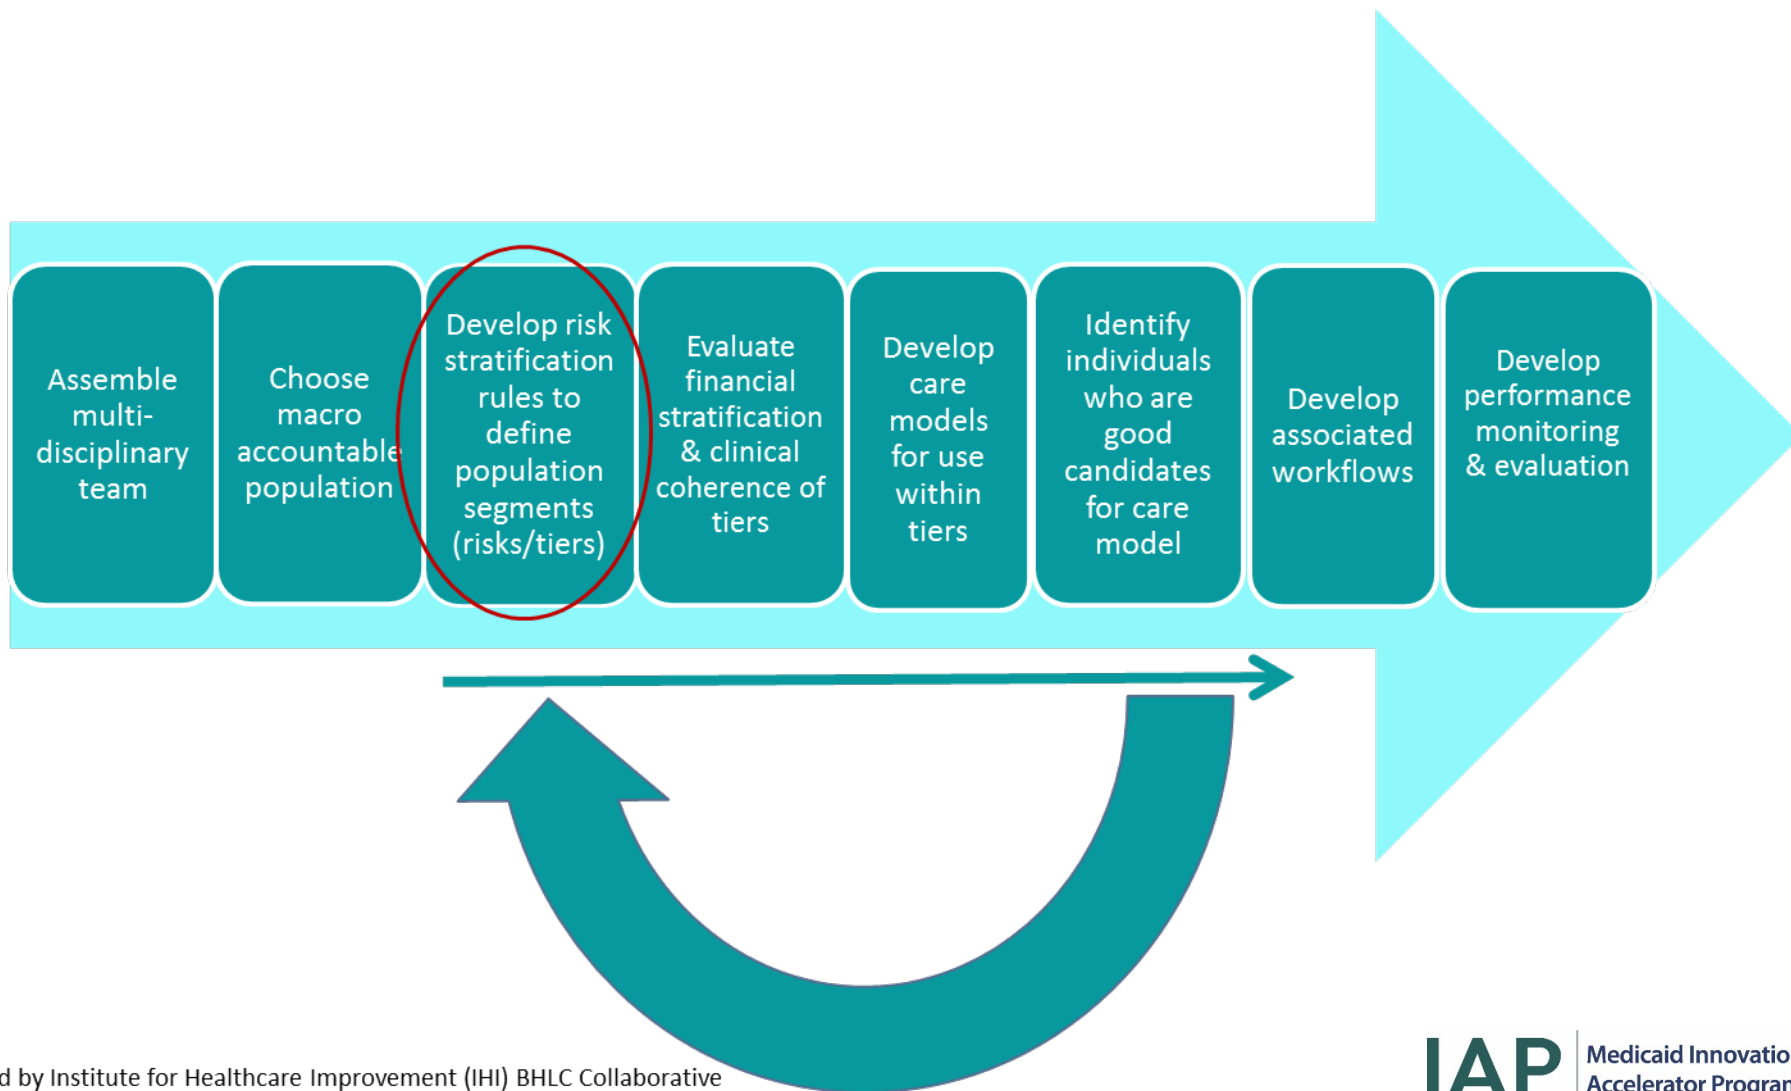 Assemble
multi-
disciplinary
team
Choose
macro
accountable
population
Develop risk
stratification
rules to
define
population
segments
(risks/tiers)
Evaluate
financial
stratification
& clinical
coherence of
tiers
Develop
care
models
for use
within
tiers
Identify
individuals
who are
good
candidates
for care
model
Develop
associated
workflows
Develop
performance
monitoring
& evaluation
d by Institute for Healthcare Improvement (IHI) BHLC Collaborative
IAP
Medicaid Innovatio
Accelerator Program